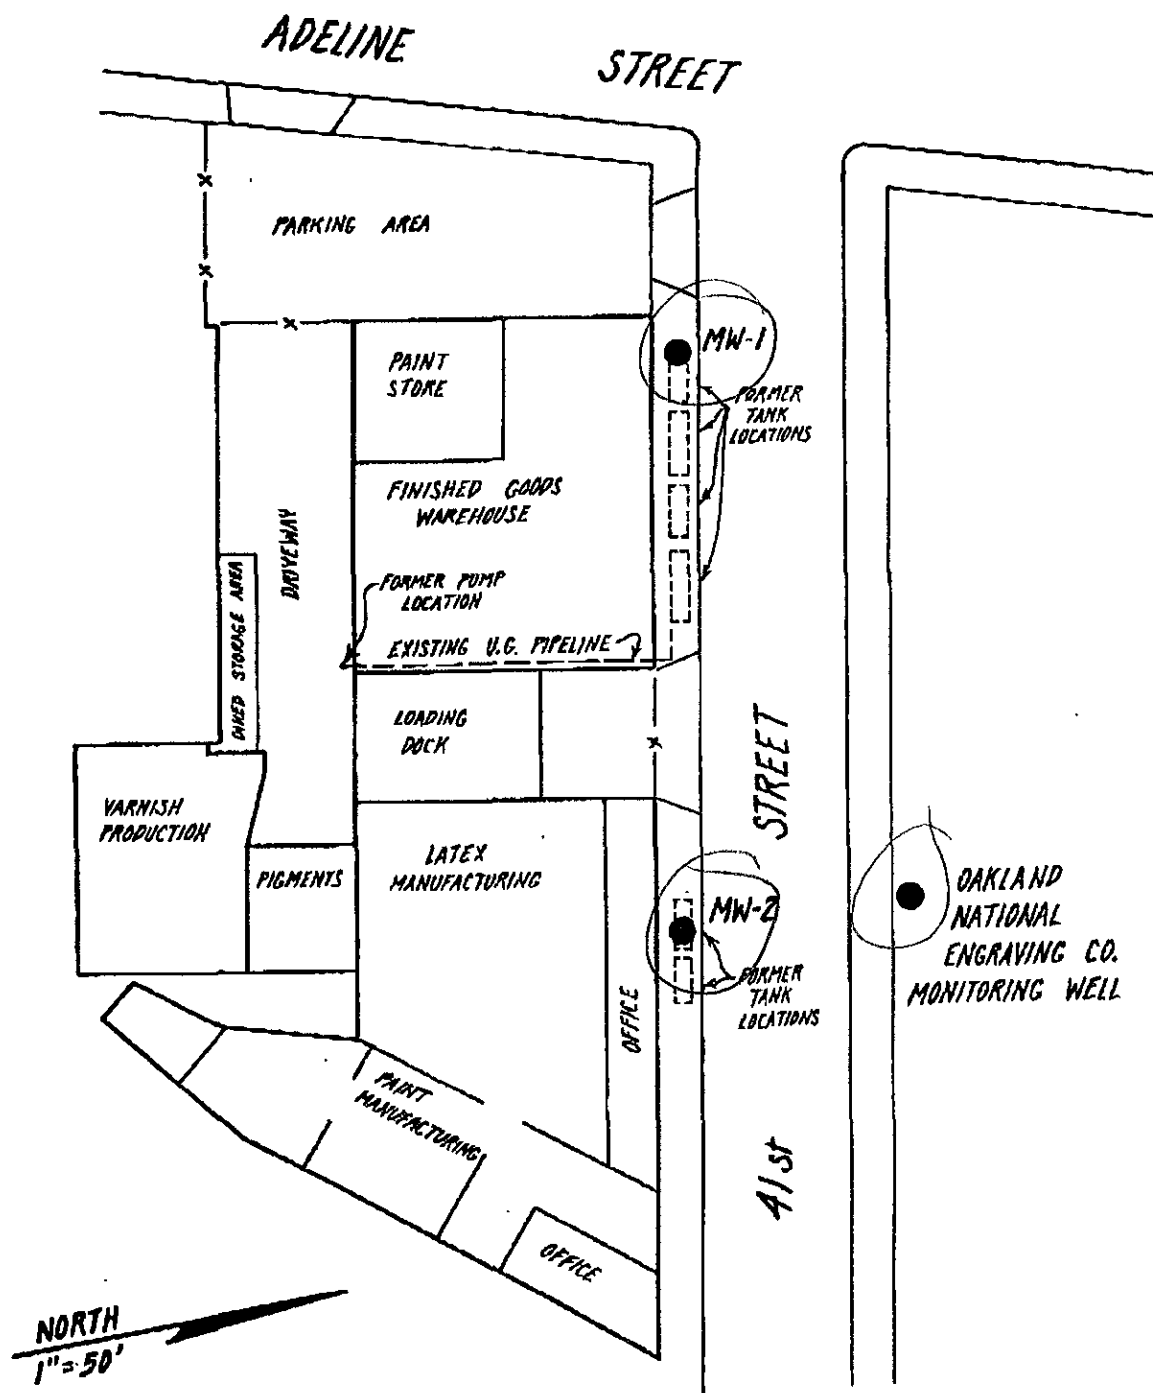 ADELINE STREET
PARKING AREA
MW-1
PAINT
STORE
FORMER
TANK
LOCATIONS
FINISHED GOODS
WAREHOUSE
DRIVEWAY
DIKED STORAGE AREA
FORMER PUMP
LOCATION
EXISTING U.G. PIPELINE
LOADING
DOCK
VARNISH
PRODUCTION
PIGMENTS
LATEX
MANUFACTURING
OFFICE
MW-2
FORMER
TANK
LOCATIONS
41st STREET
OAKLAND
NATIONAL
ENGRAVING CO.
MONITORING WELL
PAINT
MANUFACTURING
OFFICE
NORTH
1"=50'